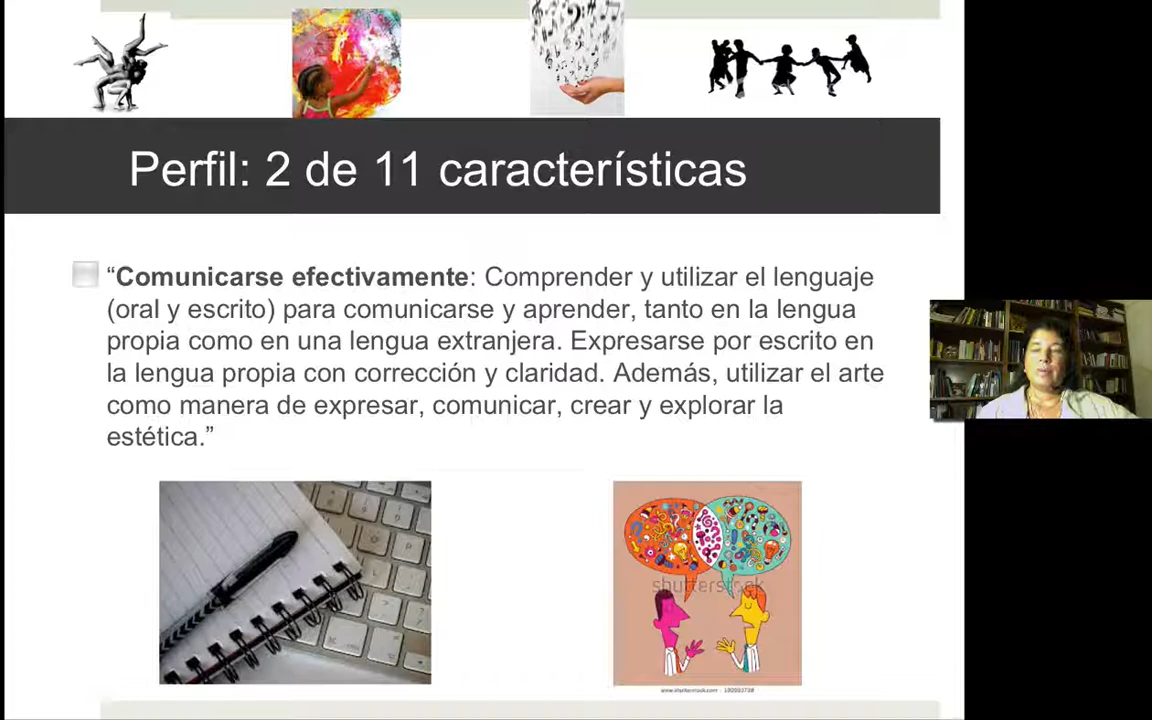 Perfil: 2 de 11 características
“Comunicarse efectivamente: Comprender y utilizar el lenguaje
(oral y escrito) para comunicarse y aprender, tanto en la lengua
propia como en una lengua extranjera. Expresarse por escrito en
la lengua propia con corrección y claridad. Además, utilizar el arte
como manera de expresar, comunicar, crear y explorar la
estética.”
shutterstock